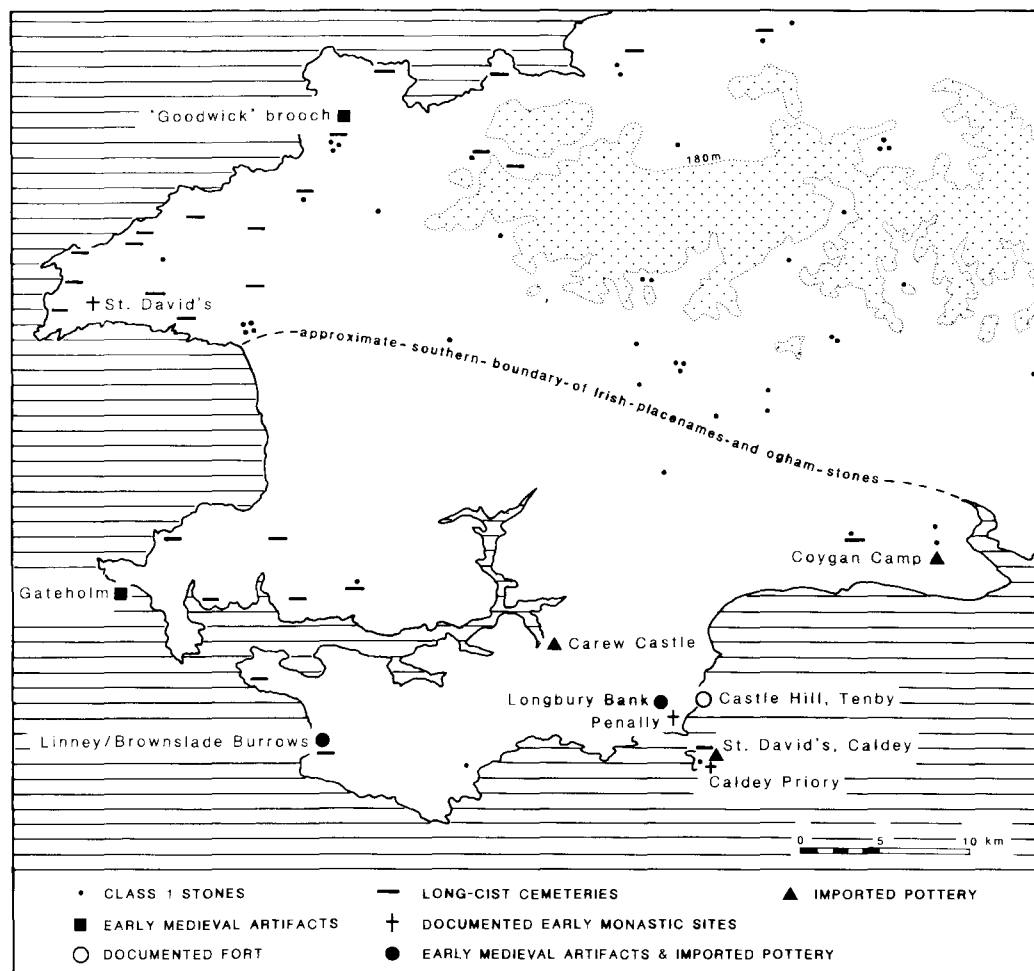 "Goodwick" brooch
180m
St. David's
approximate-southern-boundary-of Irish-placenames-and ogham-stones
Coygan Camp
Gateholm
Carew Castle
Longbury Bank
Castle Hill, Tenby
Penally
Linney/Brownslade Burrows
St. David's, Caldey
Caldey Priory
0 5 10 km
CLASS 1 STONES
LONG-CIST CEMETERIES
IMPORTED POTTERY
EARLY MEDIEVAL ARTIFACTS
DOCUMENTED EARLY MONASTIC SITES
DOCUMENTED FORT
EARLY MEDIEVAL ARTIFACTS & IMPORTED POTTERY